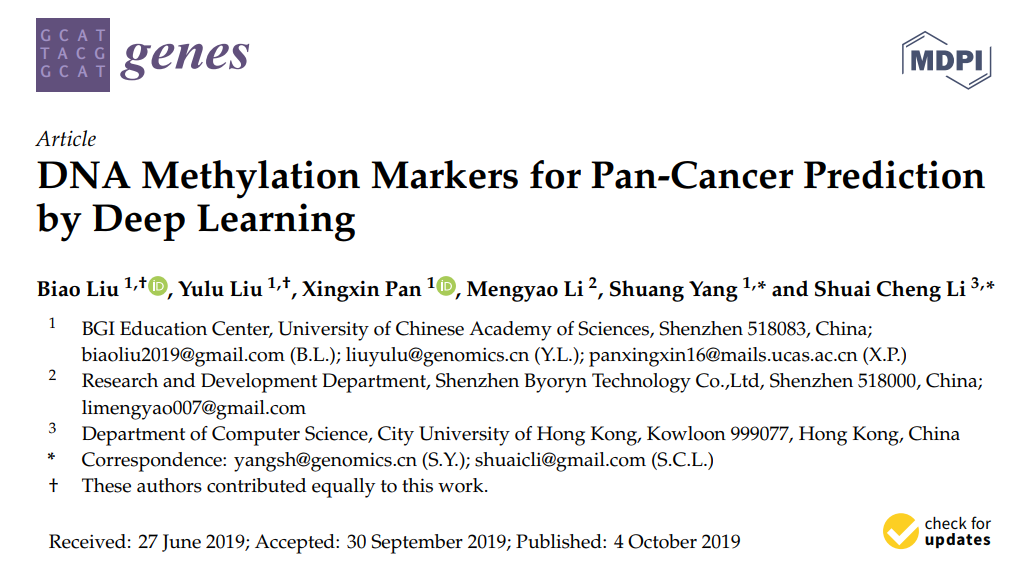 GCAT
TACG
GCAT
genes
MDPI
Article
DNA Methylation Markers for Pan-Cancer Prediction
by Deep Learning
Biao Liu 1,† iD, Yulu Liu 1,†, Xingxin Pan 1 iD, Mengyao Li 2, Shuang Yang 1,* and Shuai Cheng Li 3,*
1 BGI Education Center, University of Chinese Academy of Sciences, Shenzhen 518083, China;
biaoliu2019@gmail.com (B.L.); liuyulu@genomics.cn (Y.L.); panxingxin16@mails.ucas.ac.cn (X.P.)
2 Research and Development Department, Shenzhen Byoryn Technology Co.,Ltd, Shenzhen 518000, China;
limengyao007@gmail.com
3 Department of Computer Science, City University of Hong Kong, Kowloon 999077, Hong Kong, China
* Correspondence: yangsh@genomics.cn (S.Y.); shuaicli@gmail.com (S.C.L.)
† These authors contributed equally to this work.
Received: 27 June 2019; Accepted: 30 September 2019; Published: 4 October 2019
check for
updates